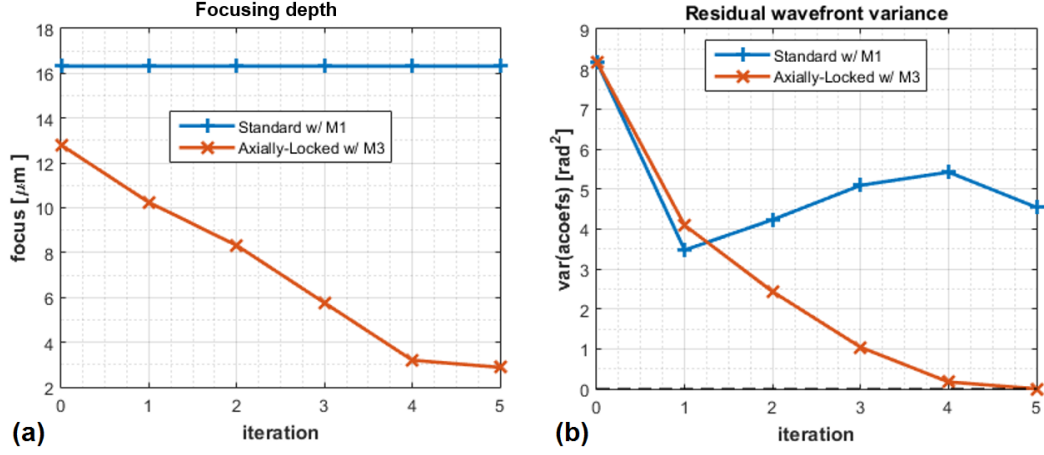 Focusing depth
18
16
14
12
10
8
6
4
2
focus [μm]
Standard w/ M1
Axially-Locked w/ M3
0 1 2 3 4 5
iteration
(a)
Residual wavefront variance
9
8
7
6
5
4
3
2
1
0
var(acoefs) [rad²]
Standard w/ M1
Axially-Locked w/ M3
0 1 2 3 4 5
iteration
(b)